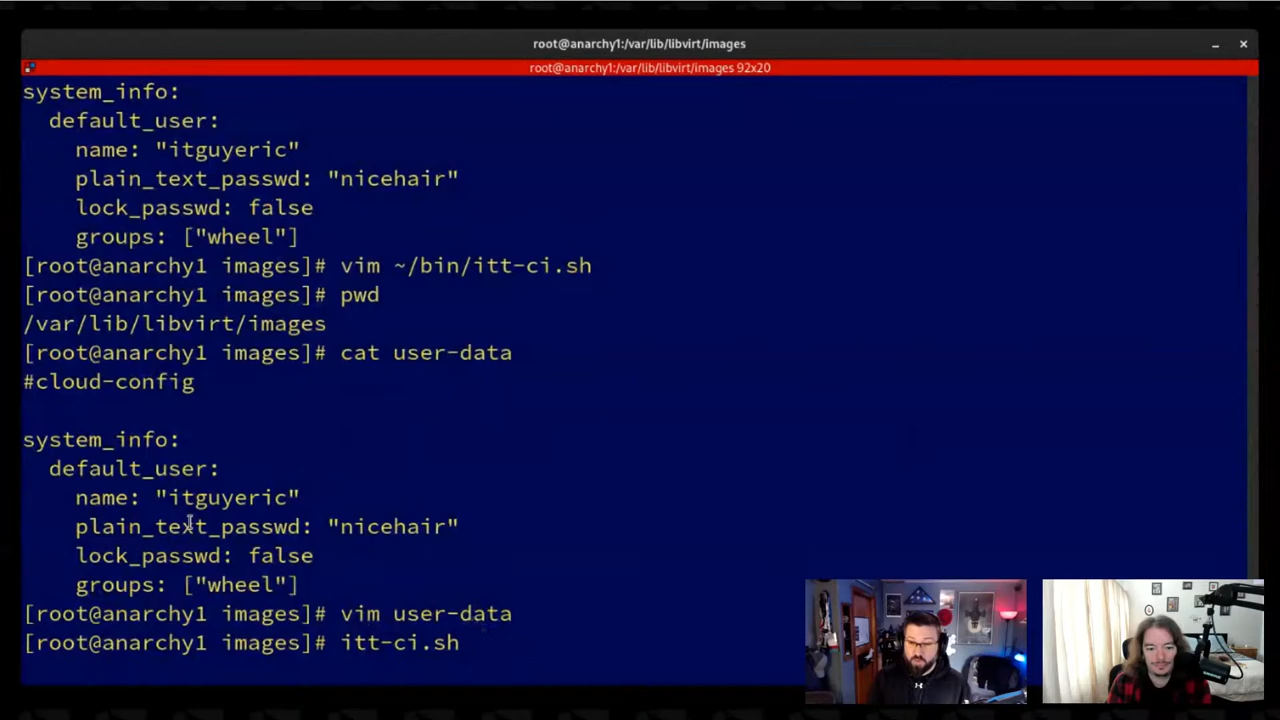 root@anarchy1:/var/lib/libvirt/images
root@anarchy1:/var/lib/libvirt/images 92x20
system_info:
  default_user:
    name: "itguyeric"
    plain_text_passwd: "nicehair"
    lock_passwd: false
    groups: ["wheel"]
[root@anarchy1 images]# vim ~/bin/itt-ci.sh
[root@anarchy1 images]# pwd
/var/lib/libvirt/images
[root@anarchy1 images]# cat user-data
#cloud-config

system_info:
  default_user:
    name: "itguyeric"
    plain_text_passwd: "nicehair"
    lock_passwd: false
    groups: ["wheel"]
[root@anarchy1 images]# vim user-data
[root@anarchy1 images]# itt-ci.sh